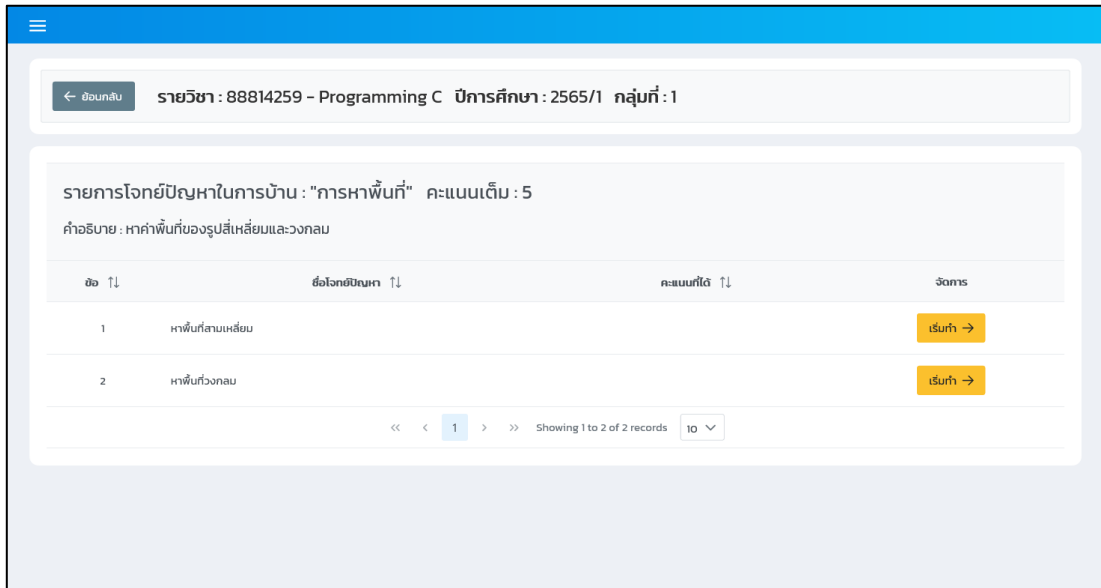 ← ย้อนกลับ รายวิชา : 88814259 - Programming C ปีการศึกษา : 2565/1 กลุ่มที่ : 1
รายการโจทย์ปัญหาในการบ้าน : "การหาพื้นที่" คะแนนเต็ม : 5
คำอธิบาย : หาค่าพื้นที่ของรูปสี่เหลี่ยมและวงกลม
ข้อ ↑↓ ชื่อโจทย์ปัญหา ↑↓ คะแนนที่ได้ ↑↓ จัดการ
1 หาพื้นที่สามเหลี่ยม เริ่มทำ →
2 หาพื้นที่วงกลม เริ่มทำ →
<< < 1 > >> Showing 1 to 2 of 2 records 10